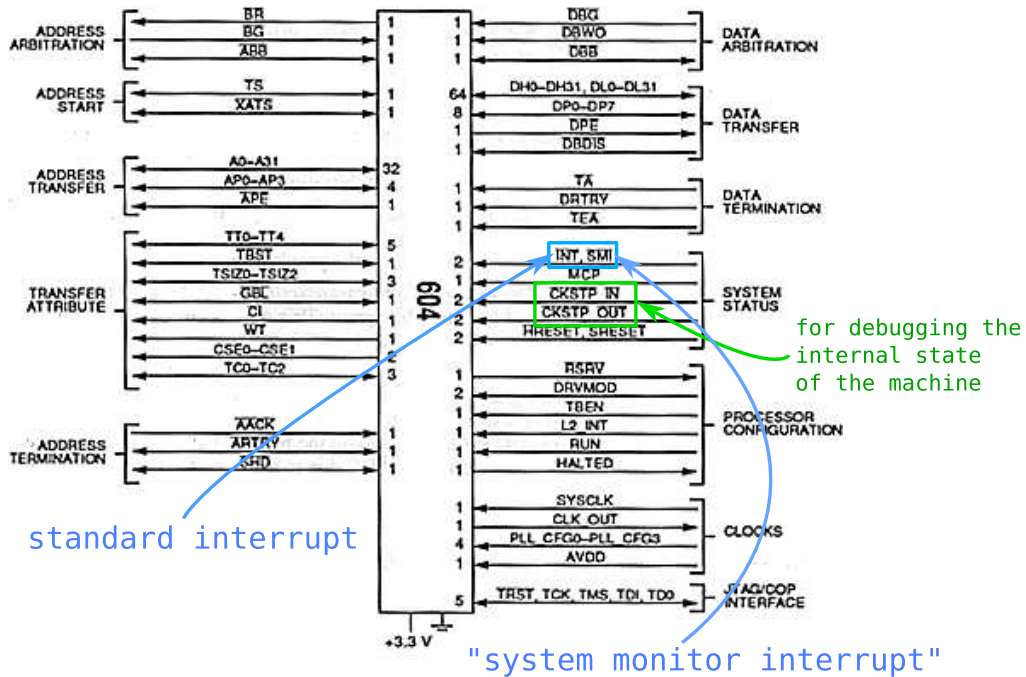 ADDRESS
ARBITRATION
BR 1
BG 1
ABB 1
ADDRESS
START
TS 1
XATS 1
ADDRESS
TRANSFER
A0–A31 32
AP0–AP3 4
APE 1
TRANSFER
ATTRIBUTE
TT0–TT4 5
TBST 1
TSIZ0–TSIZ2 3
GBL 1
CI 1
WT 1
CSE0–CSE1 2
TC0–TC2 3
ADDRESS
TERMINATION
AACK 1
ARTRY 1
SHD 1
604
+3.3 V
1 DBG
1 DBWO
1 DBB
DATA
ARBITRATION
64 DH0–DH31, DL0–DL31
8 DP0–DP7
1 DPE
1 DBDIS
DATA
TRANSFER
1 TA
1 DRTRY
1 TEA
DATA
TERMINATION
2 INT, SMI
1 MCP
2 CKSTP_IN
2 CKSTP_OUT
2 HRESET, SRESET
SYSTEM
STATUS
1 RSRV
2 DRVMOD
1 TBEN
1 L2_INT
1 RUN
1 HALTED
PROCESSOR
CONFIGURATION
1 SYSCLK
1 CLK_OUT
4 PLL_CFG0–PLL_CFG3
1 AVDD
CLOCKS
5 TRST, TCK, TMS, TDI, TD0
JTAG/COP
INTERFACE
for debugging the
internal state
of the machine
standard interrupt
"system monitor interrupt"